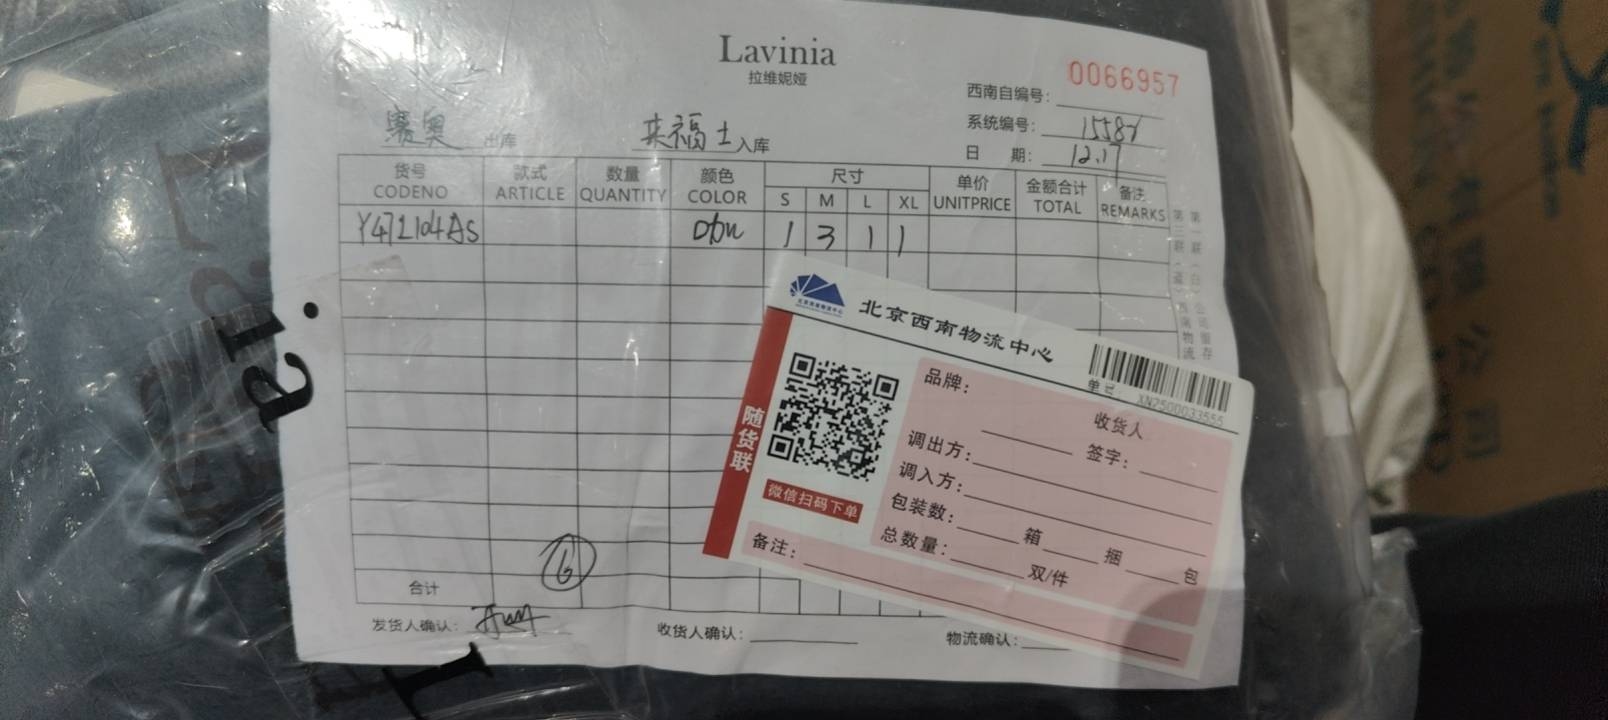 Lavinia
拉维妮娅
0066957
西南自编号：
系统编号：
日 期： 12.17
赛奥 出库 来福士 入库
货号 款式 数量 颜色 尺寸 单价 金额合计 备注
CODENO ARTICLE QUANTITY COLOR S M L XL UNITPRICE TOTAL REMARKS
1 3 1 1
北京西南物流中心
单号： XN2500033555
品牌：
收货人
签字：
调出方：
调入方：
包装数： 箱 捆 包
总数量： 双/件
备注：
随货联
微信扫码下单
6
合计
发货人确认： 收货人确认： 物流确认：